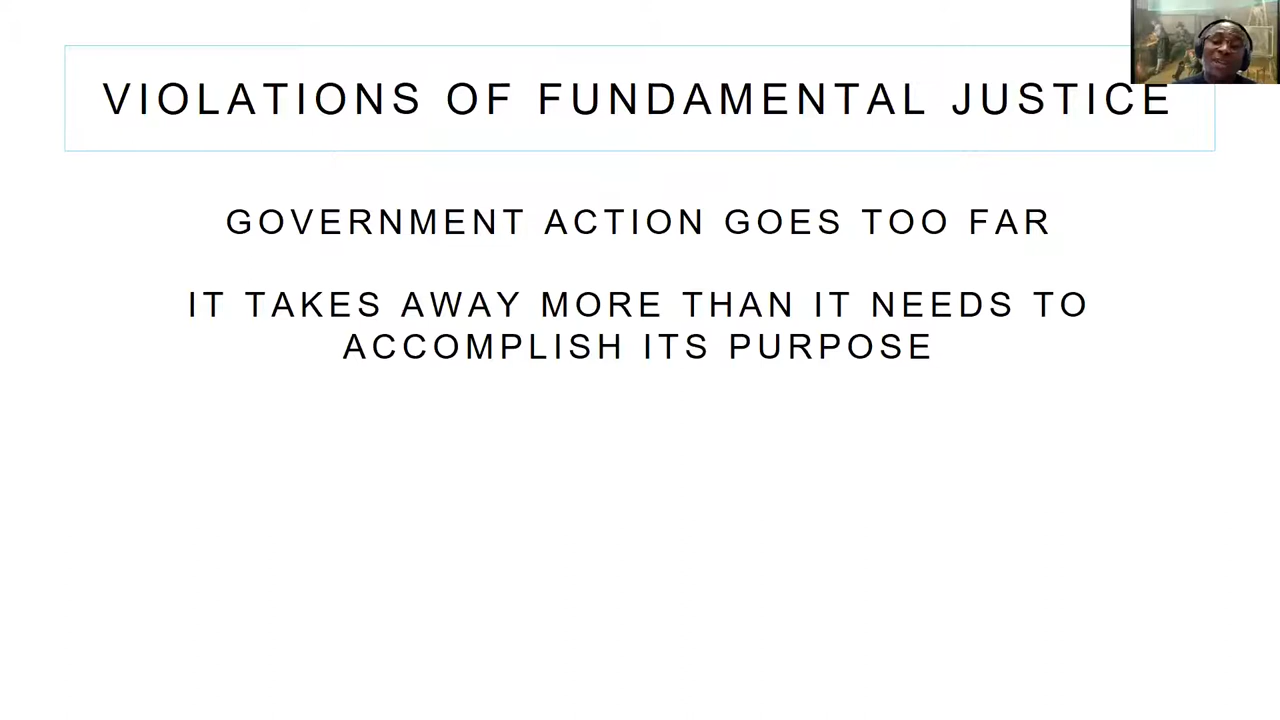 VIOLATIONS OF FUNDAMENTAL JUSTICE
GOVERNMENT ACTION GOES TOO FAR
IT TAKES AWAY MORE THAN IT NEEDS TO
ACCOMPLISH ITS PURPOSE